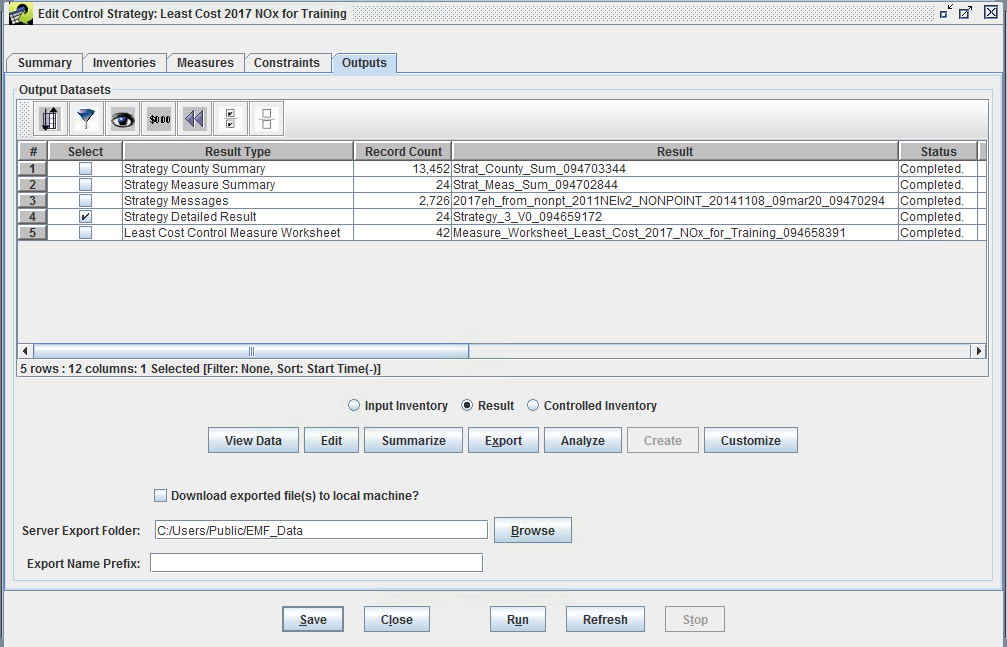 Edit Control Strategy: Least Cost 2017 NOx for Training
Summary Inventories Measures Constraints Outputs
Output Datasets
$0.00
# Select Result Type Record Count Result Status
1 Strategy County Summary 13,452 Strat_County_Sum_094703344 Completed.
2 Strategy Measure Summary 24 Strat_Meas_Sum_094702844 Completed.
3 Strategy Messages 2,726 2017eh_from_nonpt_2011NEIv2_NONPOINT_20141108_09mar20_09470294 Completed.
4 Strategy Detailed Result 24 Strategy_3_V0_094659172 Completed.
5 Least Cost Control Measure Worksheet 42 Measure_Worksheet_Least_Cost_2017_NOx_for_Training_094658391 Completed.
5 rows : 12 columns: 1 Selected [Filter: None, Sort: Start Time(-)]
Input Inventory Result Controlled Inventory
View Data Edit Summarize Export Analyze Create Customize
Download exported file(s) to local machine?
Server Export Folder: C:/Users/Public/EMF_Data Browse
Export Name Prefix:
Save Close Run Refresh Stop